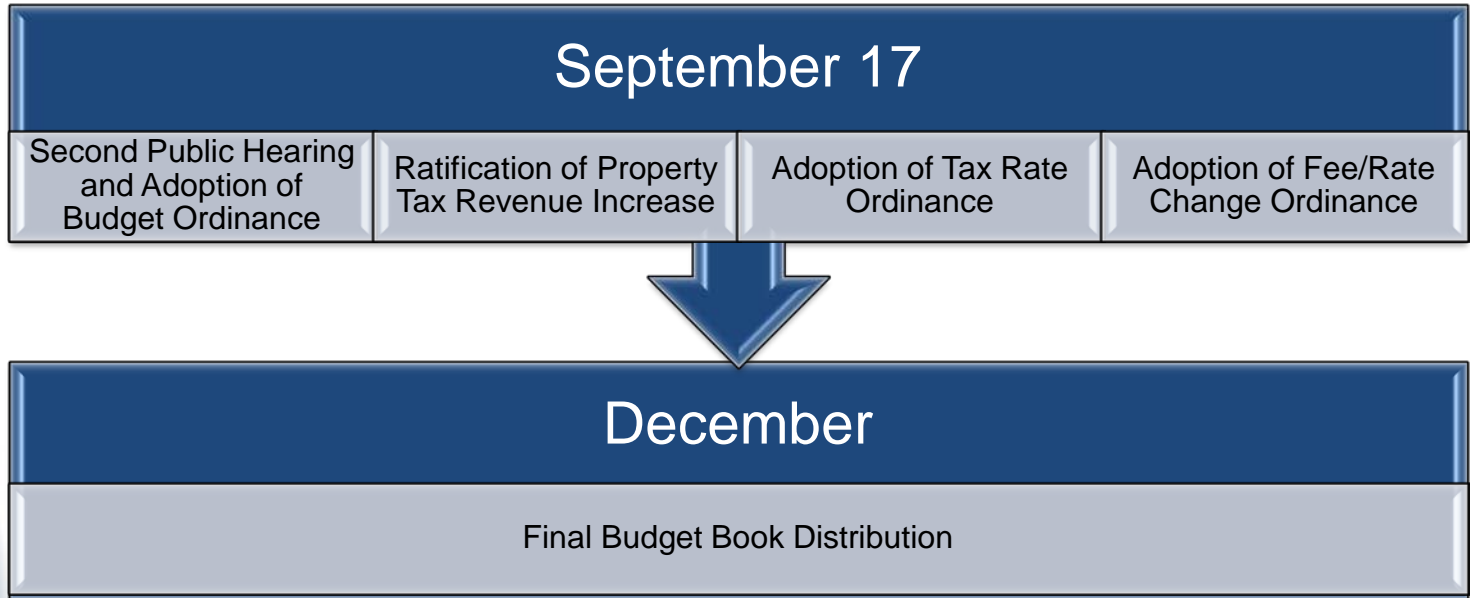 September 17
Second Public Hearing
and Adoption of
Budget Ordinance
Ratification of Property
Tax Revenue Increase
Adoption of Tax Rate
Ordinance
Adoption of Fee/Rate
Change Ordinance
December
Final Budget Book Distribution